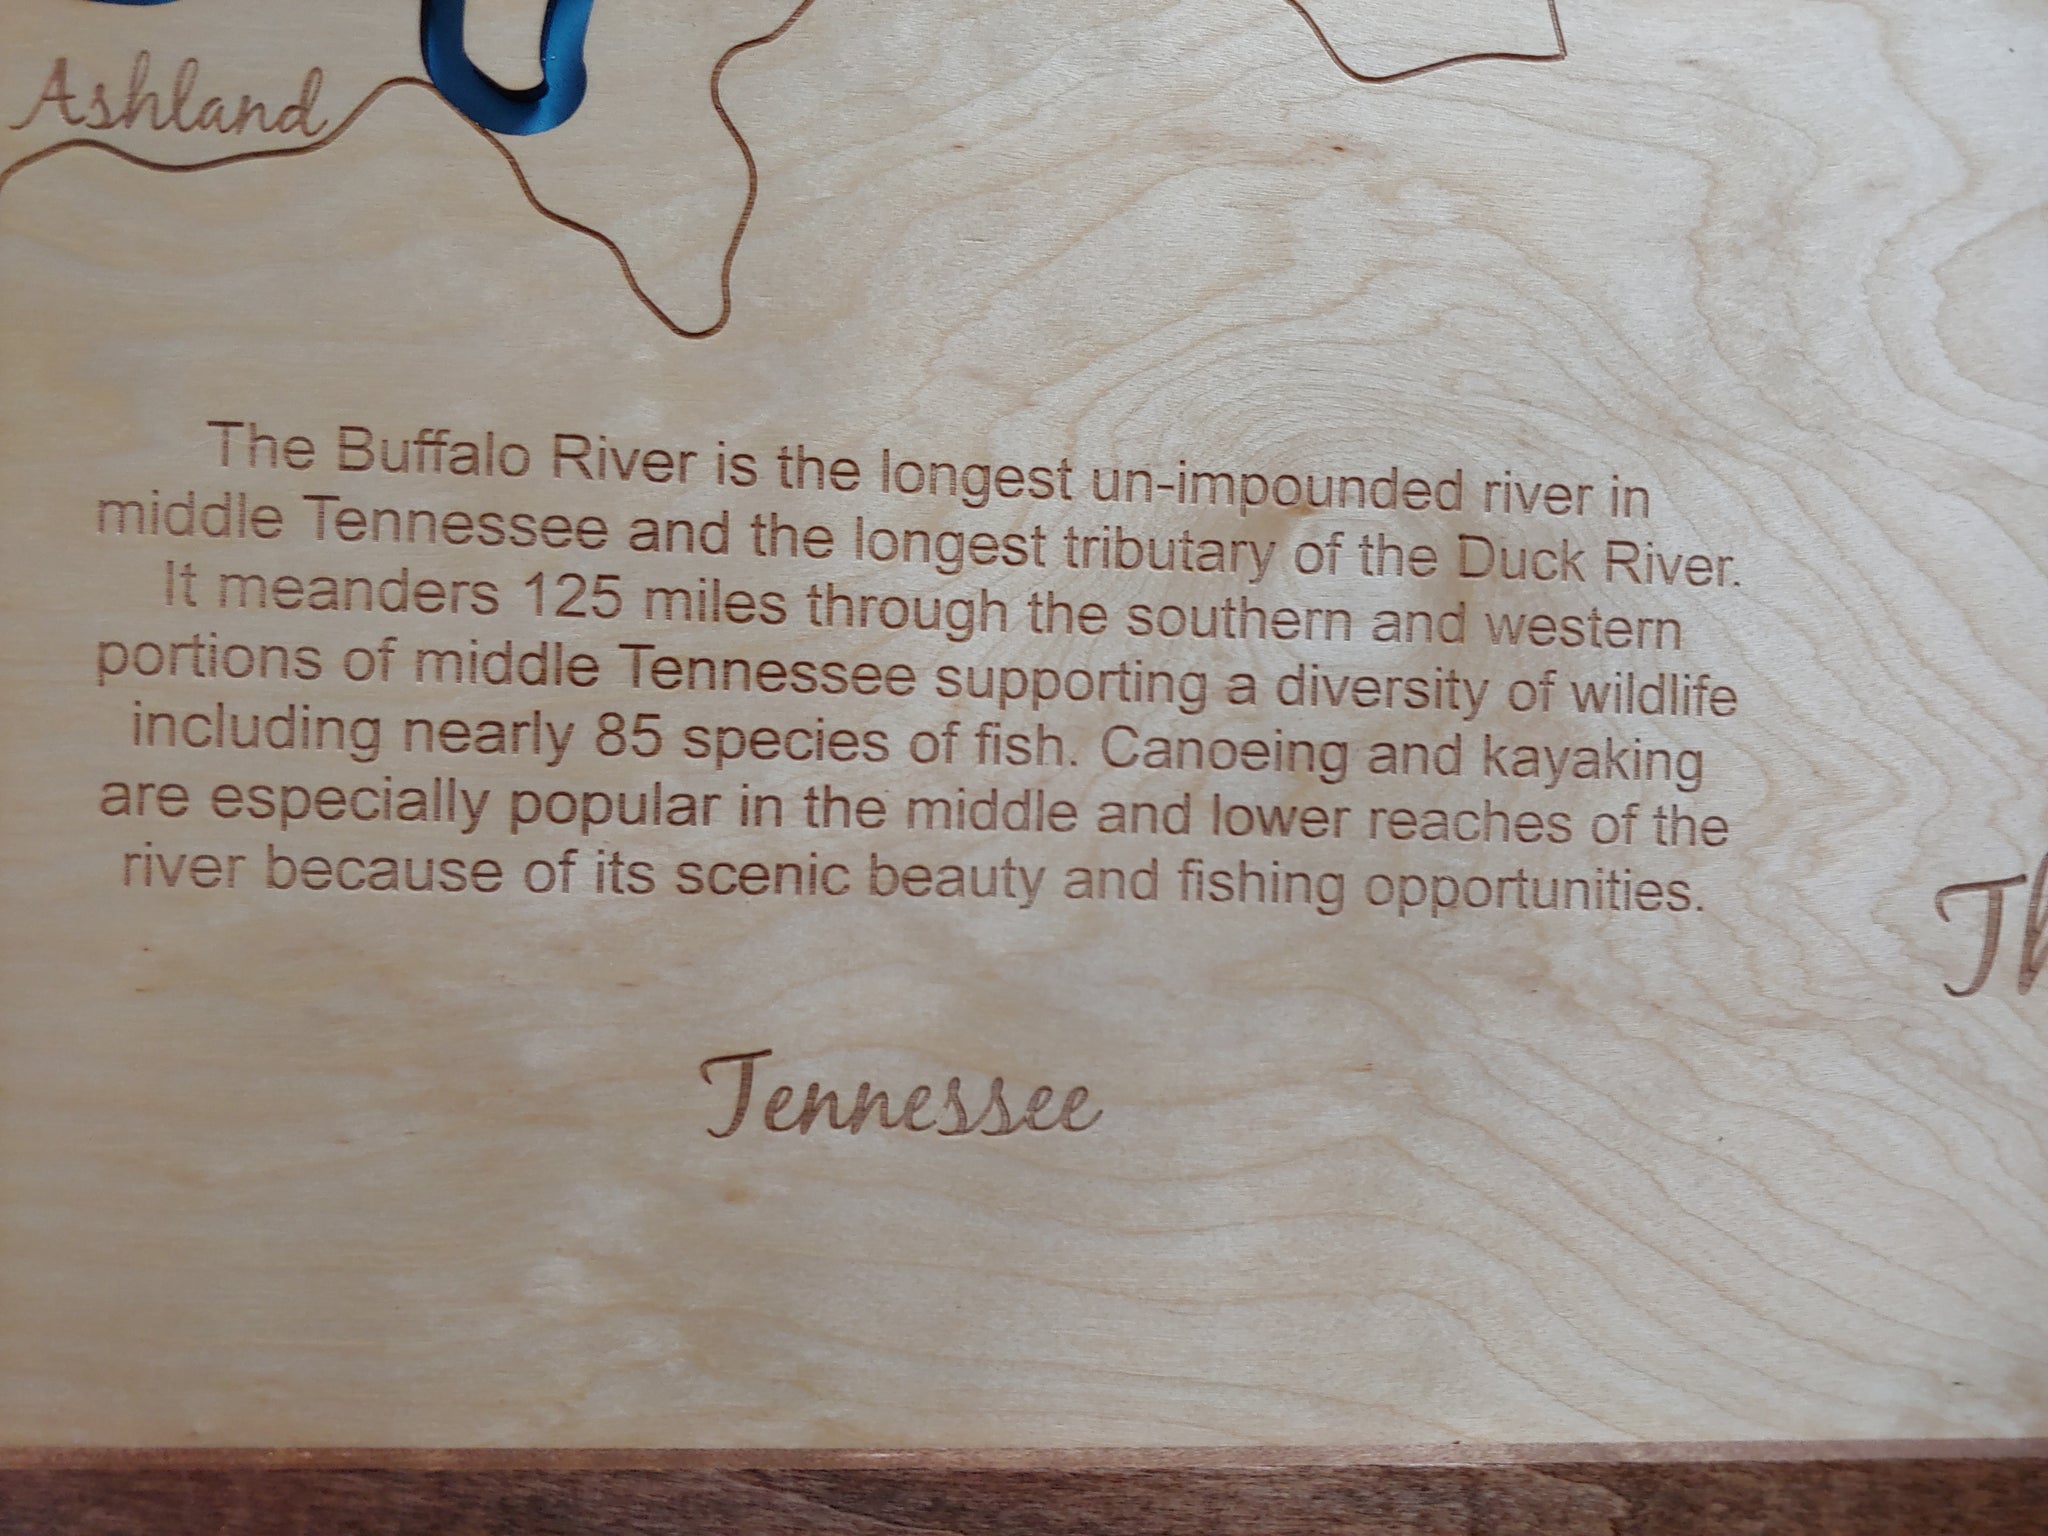 Ashland
The Buffalo River is the longest un-impounded river in
middle Tennessee and the longest tributary of the Duck River.
It meanders 125 miles through the southern and western
portions of middle Tennessee supporting a diversity of wildlife
including nearly 85 species of fish. Canoeing and kayaking
are especially popular in the middle and lower reaches of the
river because of its scenic beauty and fishing opportunities.
Tennessee